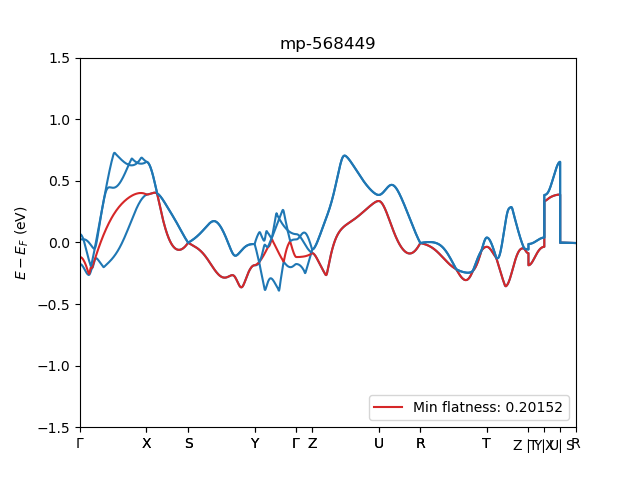 mp-568449
E − E_F (eV)
1.5
1.0
0.5
0.0
−0.5
−1.0
−1.5
Min flatness: 0.20152
Γ X S Y Γ Z U R T Z | T Y | X U | S R